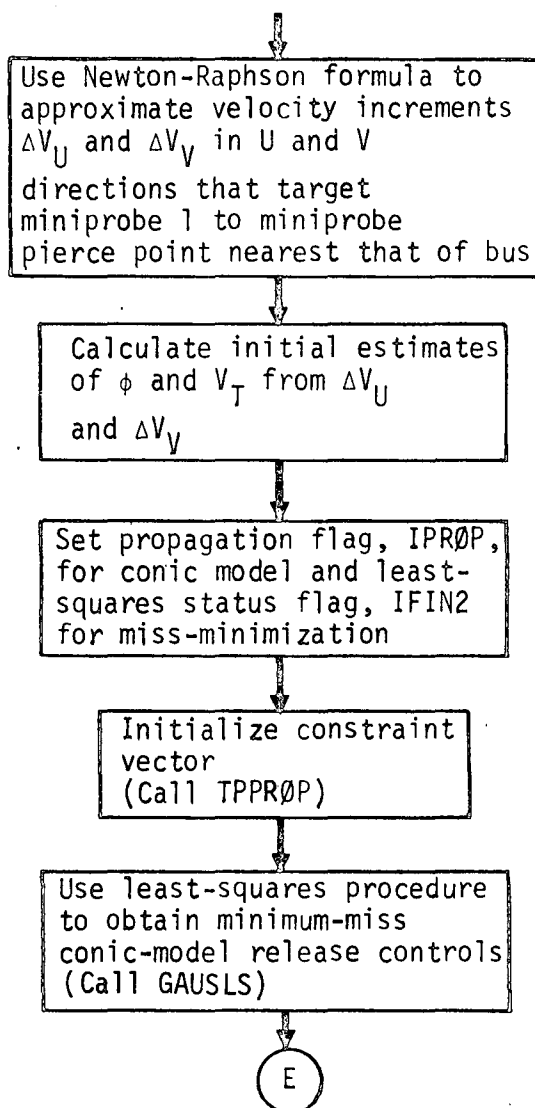 Use Newton-Raphson formula to
approximate velocity increments
ΔV_U and ΔV_V in U and V
directions that target
miniprobe 1 to miniprobe
pierce point nearest that of bus
Calculate initial estimates
of ϕ and V_T from ΔV_U
and ΔV_V
Set propagation flag, IPRØP,
for conic model and least-
squares status flag, IFIN2
for miss-minimization
Initialize constraint
vector
(Call TPPRØP)
Use least-squares procedure
to obtain minimum-miss
conic-model release controls
(Call GAUSLS)
E